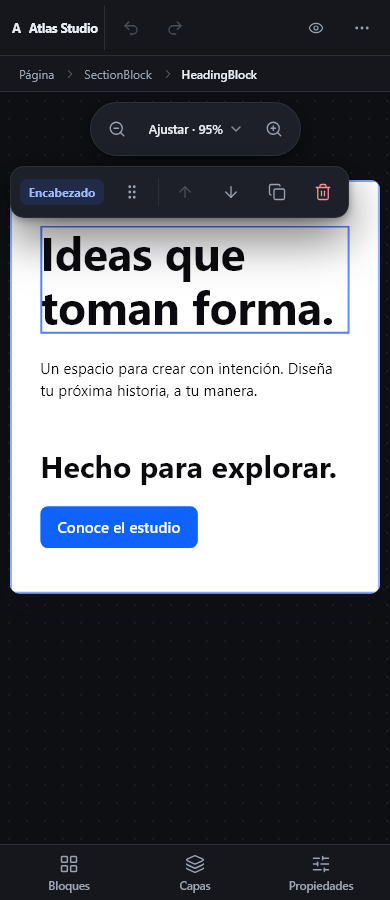 A Atlas Studio
Página SectionBlock HeadingBlock
Ajustar · 95%
Encabezado
Ideas que
toman forma.
Un espacio para crear con intención. Diseña
tu próxima historia, a tu manera.
Hecho para explorar.
Conoce el estudio
Bloques Capas Propiedades